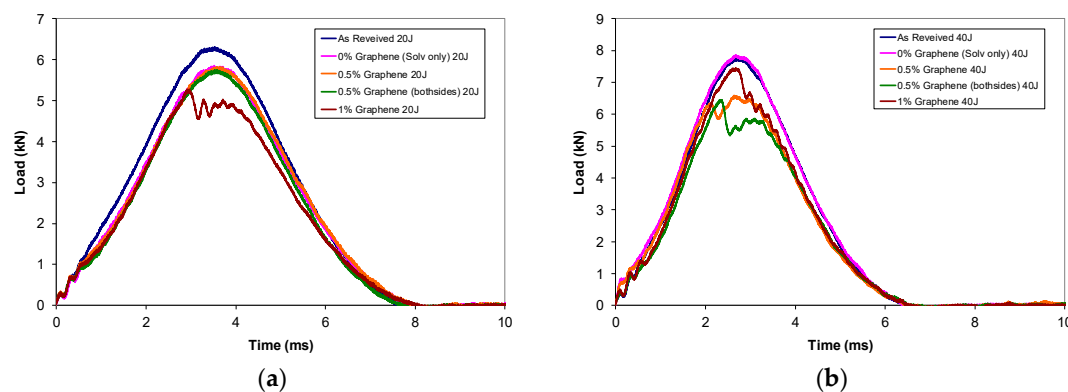 7
6
5
4
3
2
1
0
Load (kN)
As Reveived 20J
0% Graphene (Solv only) 20J
0.5% Graphene 20J
0.5% Graphene (bothsides) 20J
1% Graphene 20J
0 2 4 6 8 10
Time (ms)
(a)
9
8
7
6
5
4
3
2
1
0
Load (kN)
As Reveived 40J
0% Graphene (Solv only) 40J
0.5% Graphene 40J
0.5% Graphene (bothsides) 40J
1% Graphene 40J
0 2 4 6 8 10
Time (ms)
(b)